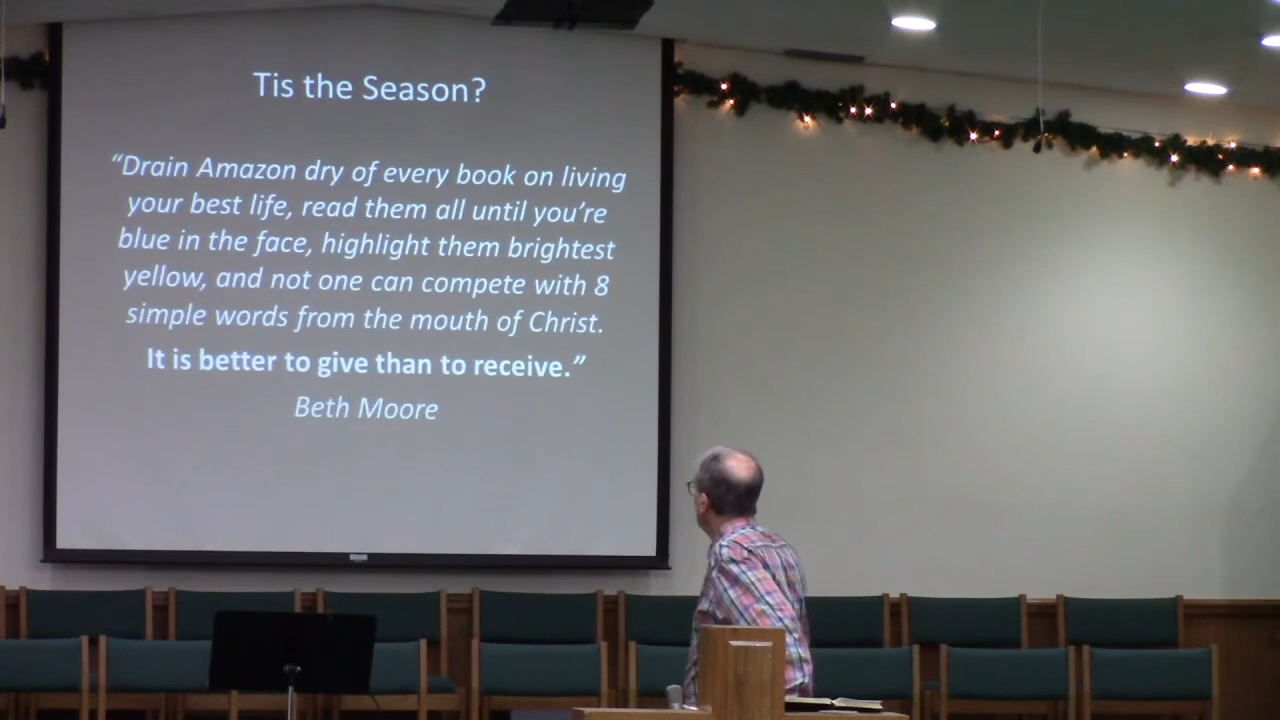 Tis the Season?
“Drain Amazon dry of every book on living
your best life, read them all until you’re
blue in the face, highlight them brightest
yellow, and not one can compete with 8
simple words from the mouth of Christ.
It is better to give than to receive.”
Beth Moore